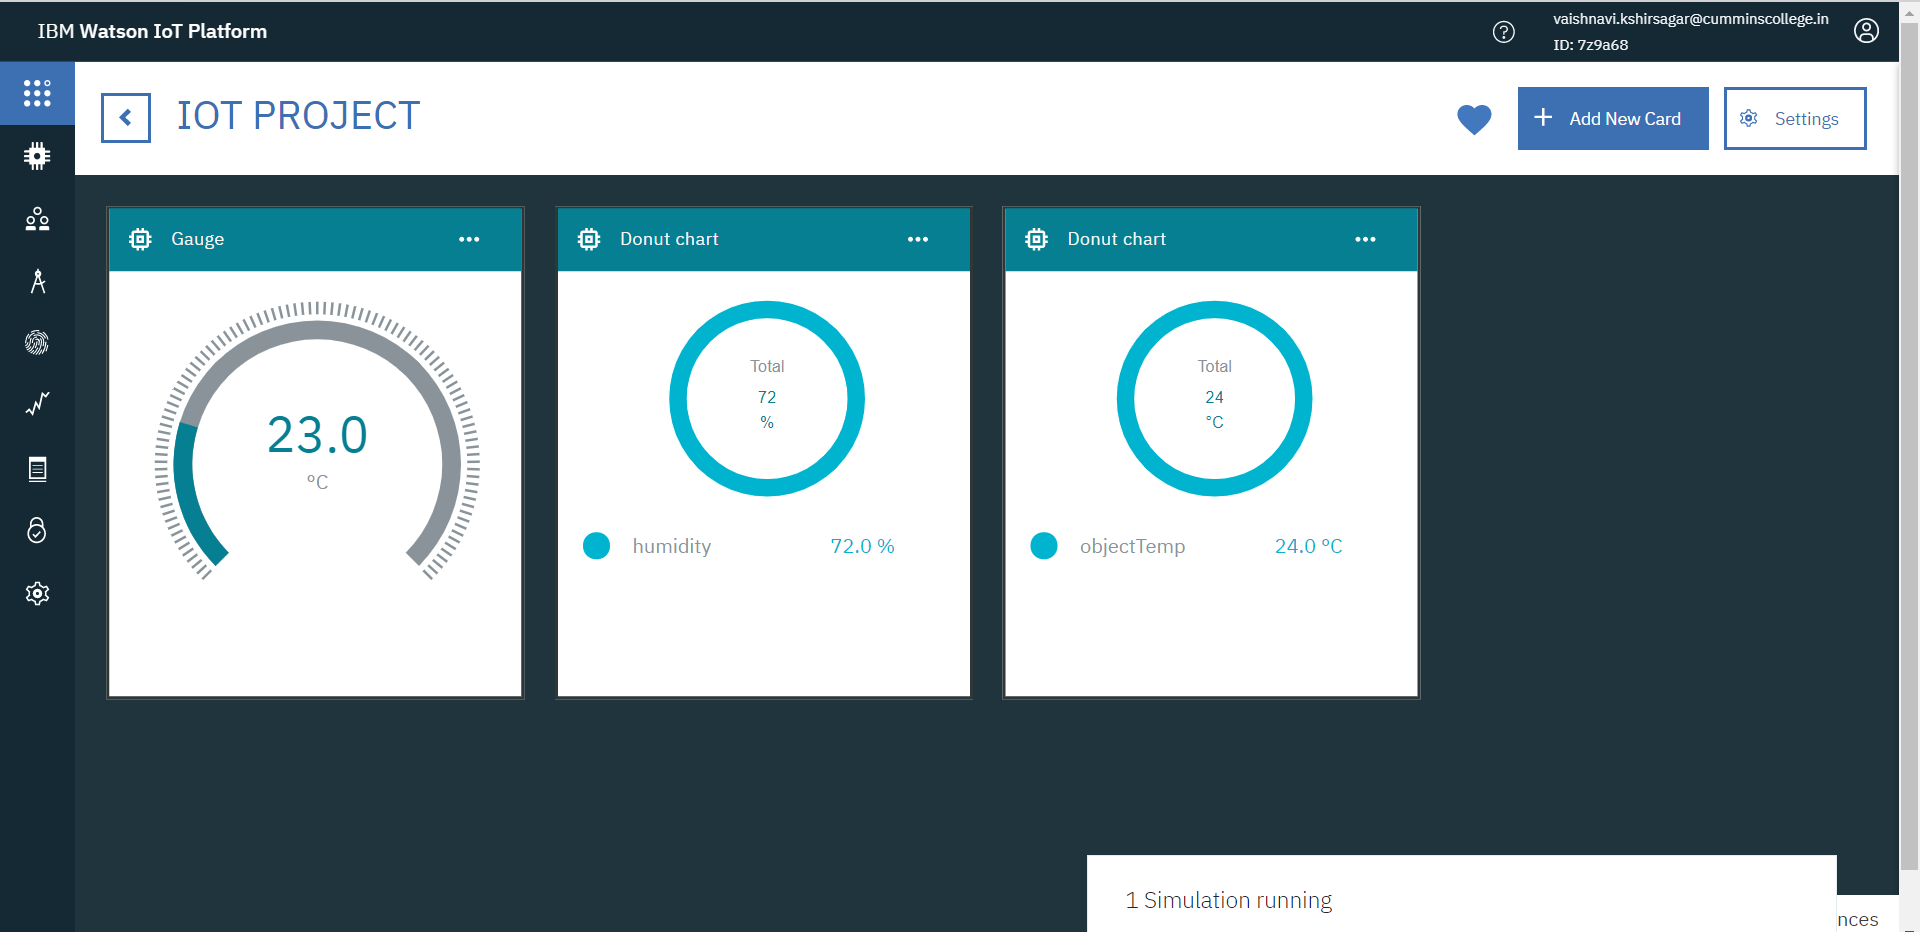 IBM Watson IoT Platform
vaishnavi.kshirsagar@cumminscollege.in
ID: 7z9a68
IOT PROJECT
Add New Card
Settings
Gauge
23.0
°C
Donut chart
Total
72
%
humidity 72.0 %
Donut chart
Total
24
°C
objectTemp 24.0 °C
1 Simulation running
nces